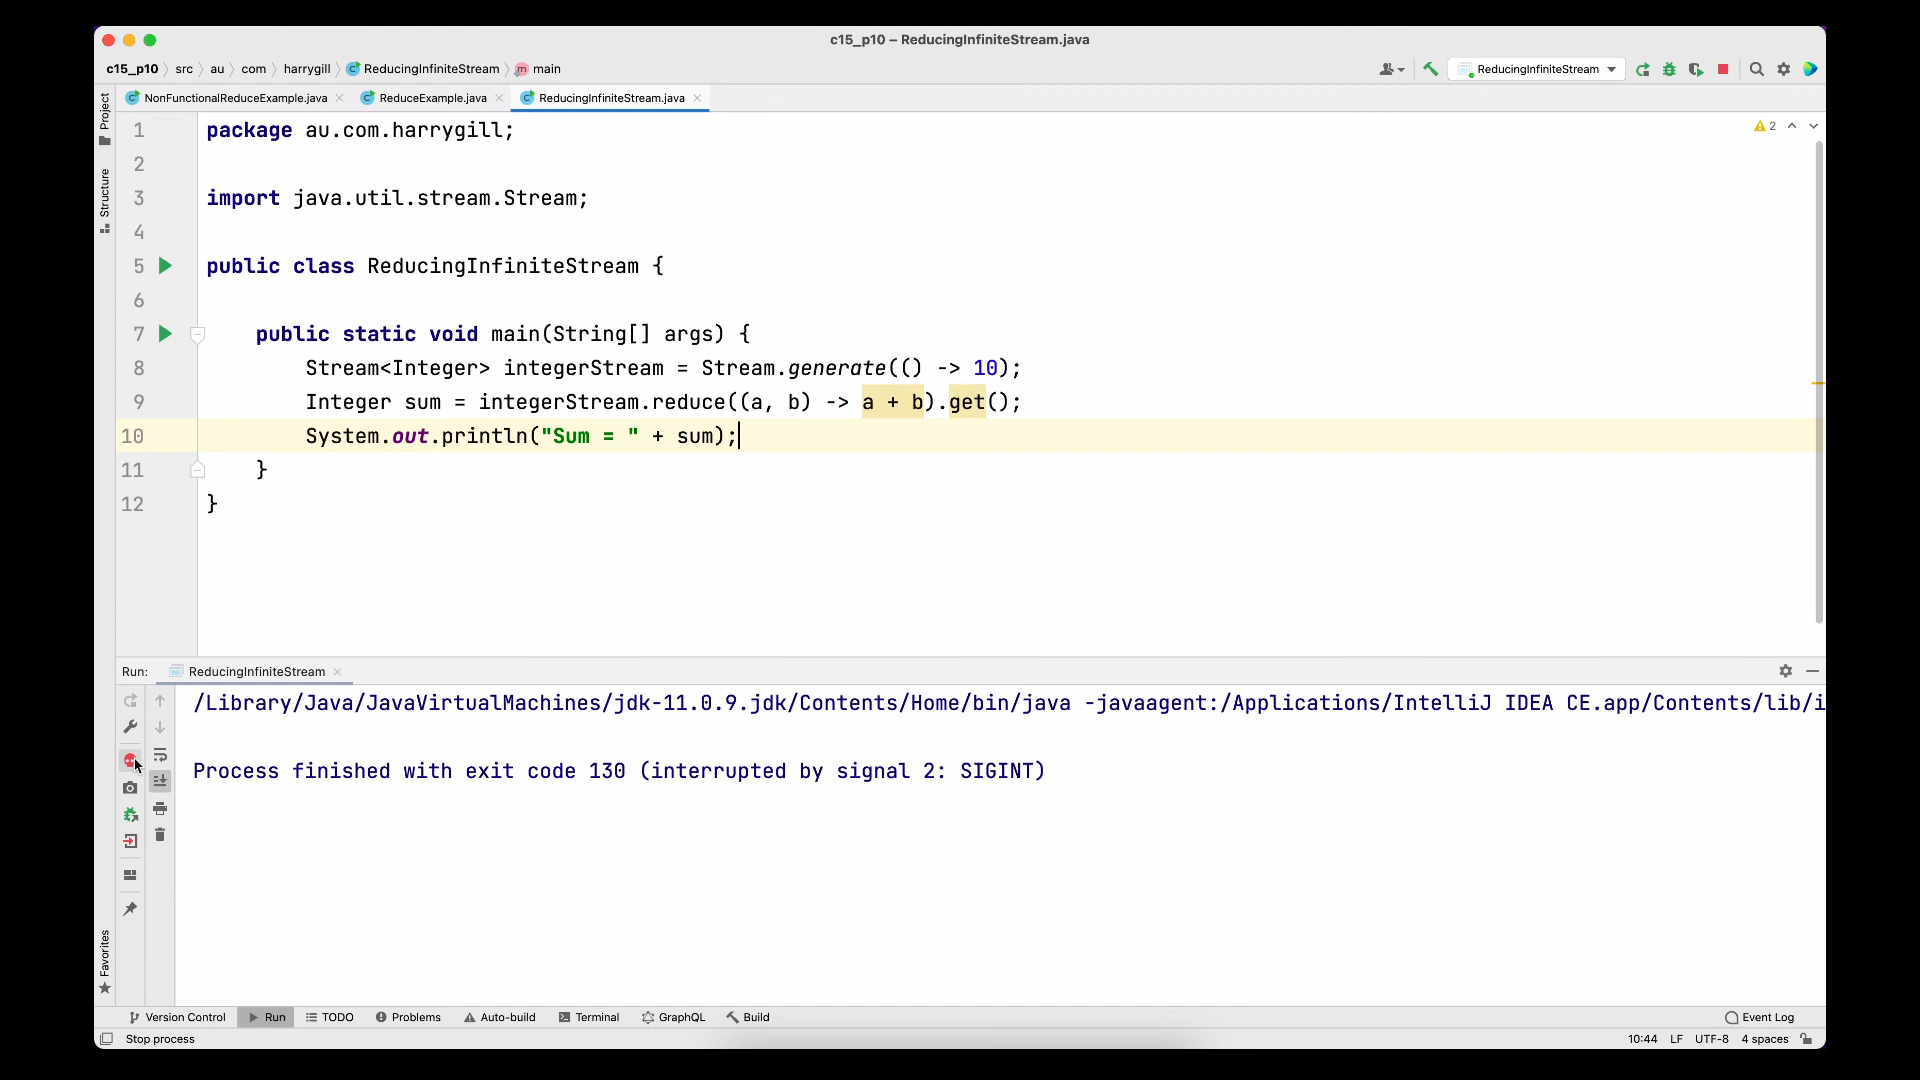 c15_p10 – ReducingInfiniteStream.java
c15_p10 src au com harrygill ReducingInfiniteStream main
ReducingInfiniteStream
NonFunctionalReduceExample.java ReduceExample.java ReducingInfiniteStream.java
Project
Structure
Favorites
2
1 package au.com.harrygill;
2
3 import java.util.stream.Stream;
4
5 public class ReducingInfiniteStream {
6
7 public static void main(String[] args) {
8 Stream<Integer> integerStream = Stream.generate(() -> 10);
9 Integer sum = integerStream.reduce((a, b) -> a + b).get();
10 System.out.println("Sum = " + sum);
11 }
12 }
Run: ReducingInfiniteStream
/Library/Java/JavaVirtualMachines/jdk-11.0.9.jdk/Contents/Home/bin/java -javaagent:/Applications/IntelliJ IDEA CE.app/Contents/lib/i
Process finished with exit code 130 (interrupted by signal 2: SIGINT)
Version Control Run TODO Problems Auto-build Terminal GraphQL Build Event Log
Stop process 10:44 LF UTF-8 4 spaces